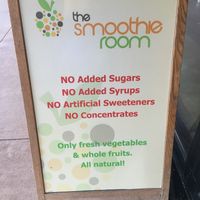 the
smoothie
room
NO Added Sugars
NO Added Syrups
NO Artificial Sweeteners
NO Concentrates
Only fresh vegetables
& whole fruits.
All natural!